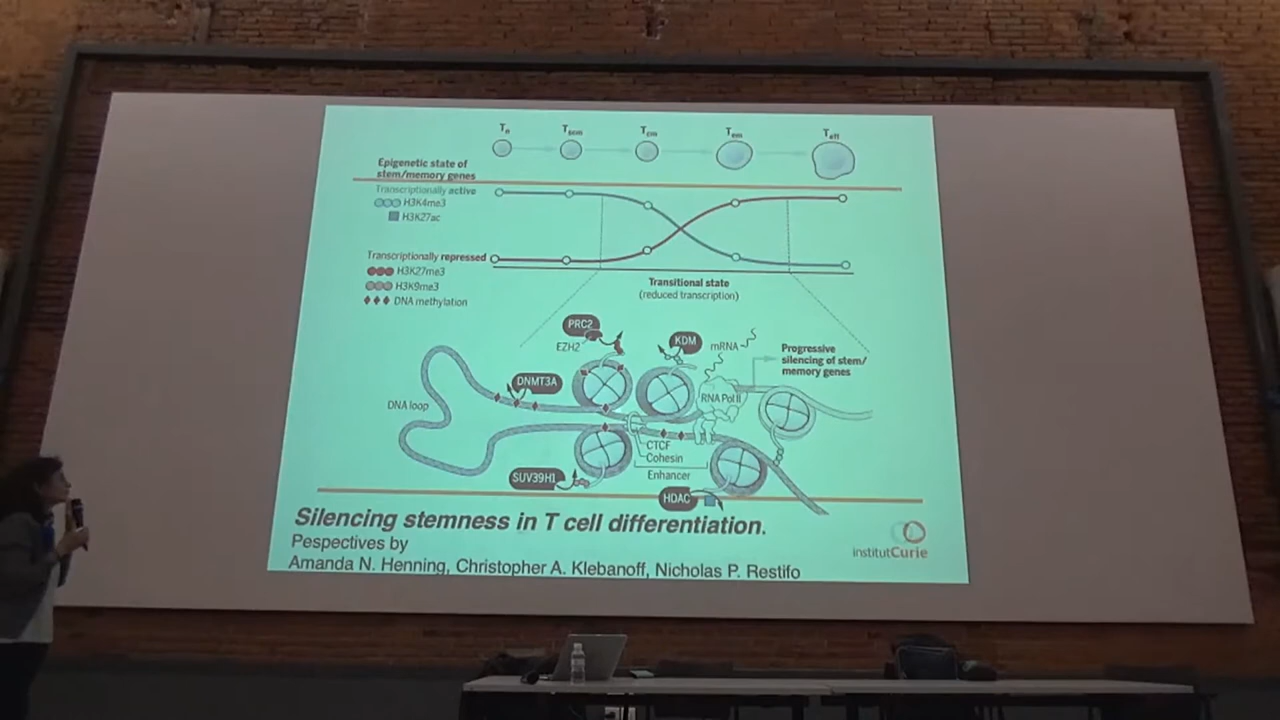 Tn Tscm Tcm Tem Teff
Epigenetic state of
stem/memory genes
Transcriptionally active
H3K4me3
H3K27ac
Transcriptionally repressed
H3K27me3
H3K9me3
DNA methylation
Transitional state
(reduced transcription)
PRC2
EZH2
KDM
mRNA
Progressive
silencing of stem/
memory genes
DNMT3A
DNA loop
RNA Pol II
CTCF
Cohesin
Enhancer
SUV39H1
HDAC
Silencing stemness in T cell differentiation.
Pespectives by
Amanda N. Henning, Christopher A. Klebanoff, Nicholas P. Restifo
institutCurie